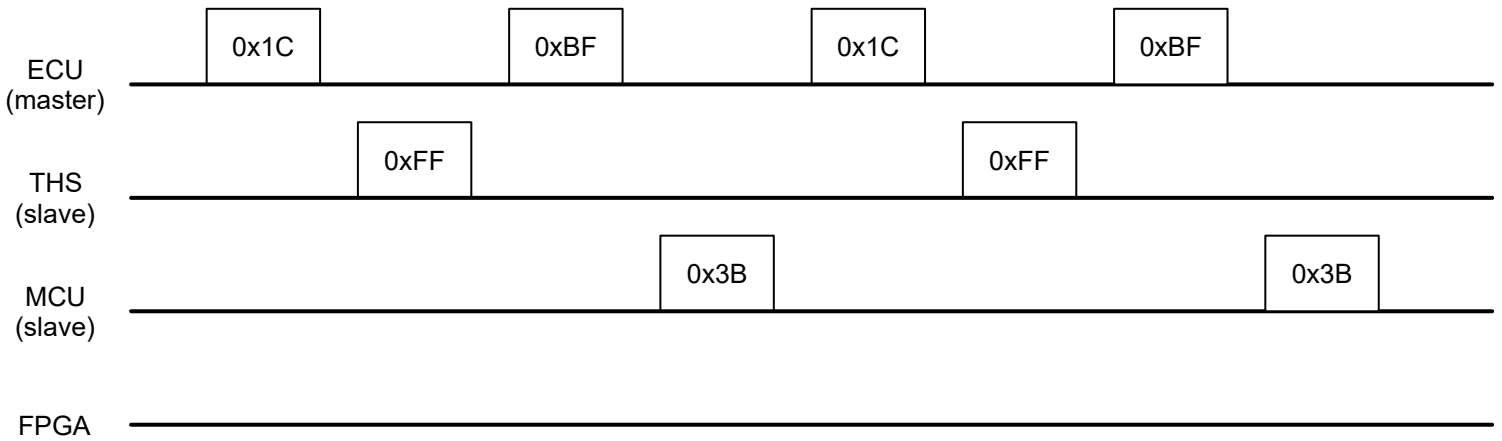 0x1C 0xBF 0x1C 0xBF
ECU
(master)
0xFF 0xFF
THS
(slave)
0x3B 0x3B
MCU
(slave)
FPGA